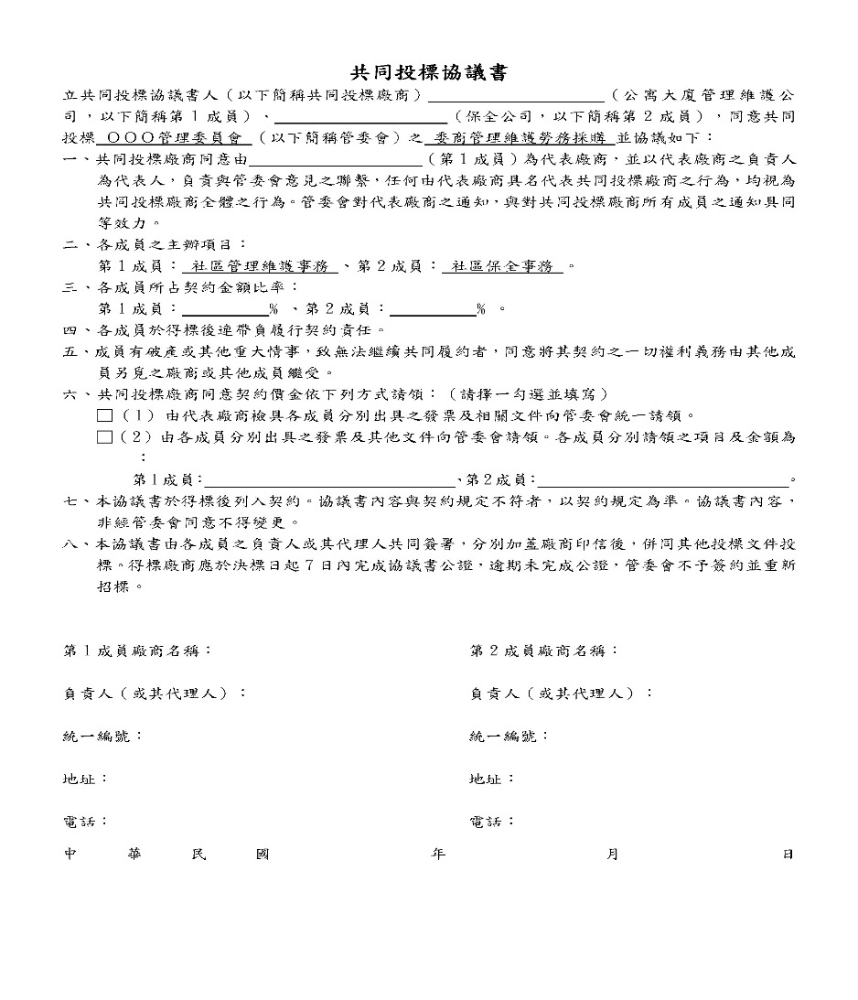 共同投標協議書
立共同投標協議書人（以下簡稱共同投標廠商）____________________（公寓大廈管理維護公
司，以下簡稱第1成員）、____________________（保全公司，以下簡稱第2成員），同意共同
投標 ＯＯＯ管理委員會 （以下簡稱管委會）之 委商管理維護勞務採購 並協議如下：
一、共同投標廠商同意由____________________（第1成員）為代表廠商，並以代表廠商之負責人
為代表人，負責與管委會意見之聯繫，任何由代表廠商具名代表共同投標廠商之行為，均視為
共同投標廠商全體之行為。管委會對代表廠商之通知，與對共同投標廠商所有成員之通知具同
等效力。
二、各成員之主辦項目：
第1成員： 社區管理維護事務 、第2成員： 社區保全事務 。
三、各成員所占契約金額比率：
第1成員：__________% 、第2成員：__________% 。
四、各成員於得標後連帶負履行契約責任。
五、成員有破產或其他重大情事，致無法繼續共同履約者，同意將其契約之一切權利義務由其他成
員另覓之廠商或其他成員繼受。
六、共同投標廠商同意契約價金依下列方式請領：（請擇一勾選並填寫）
□（1）由代表廠商檢具各成員分別出具之發票及相關文件向管委會統一請領。
□（2）由各成員分別出具之發票及其他文件向管委會請領。各成員分別請領之項目及金額為
：
第1成員：____________________、第2成員：____________________。
七、本協議書於得標後列入契約。協議書內容與契約規定不符者，以契約規定為準。協議書內容，
非經管委會同意不得變更。
八、本協議書由各成員之負責人或其代理人共同簽署，分別加蓋廠商印信後，併同其他投標文件投
標。得標廠商應於決標日起7日內完成協議書公證，逾期未完成公證，管委會不予簽約並重新
招標。
第1成員廠商名稱： 第2成員廠商名稱：
負責人（或其代理人）： 負責人（或其代理人）：
統一編號： 統一編號：
地址： 地址：
電話： 電話：
中 華 民 國 年 月 日